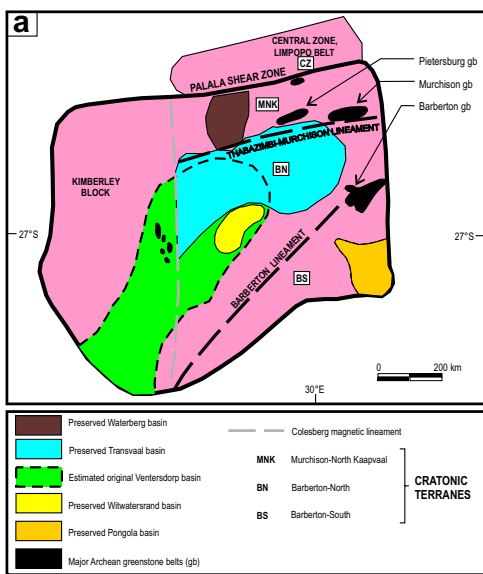 a
CENTRAL ZONE,
LIMPOPO BELT
CZ
PALALA SHEAR ZONE
Pietersburg gb
Murchison gb
Barberton gb
MNK
THABAZIMBI-MURCHISON LINEAMENT
BN
KIMBERLEY
BLOCK
27°S
27°S
BARBERTON LINEAMENT
BS
0 200 km
30°E
Preserved Waterberg basin
Preserved Transvaal basin
Estimated original Ventersdorp basin
Preserved Witwatersrand basin
Preserved Pongola basin
Major Archean greenstone belts (gb)
Colesberg magnetic lineament
MNK Murchison-North Kaapvaal
BN Barberton-North
BS Barberton-South
CRATONIC
TERRANES